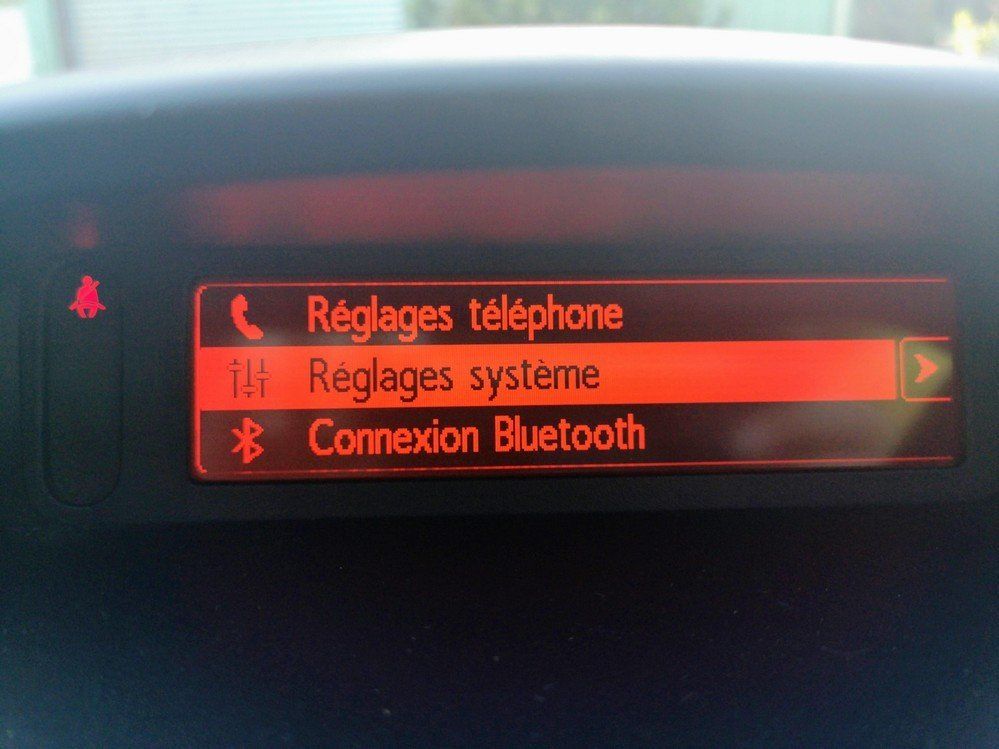 Réglages téléphone
Réglages système
Connexion Bluetooth